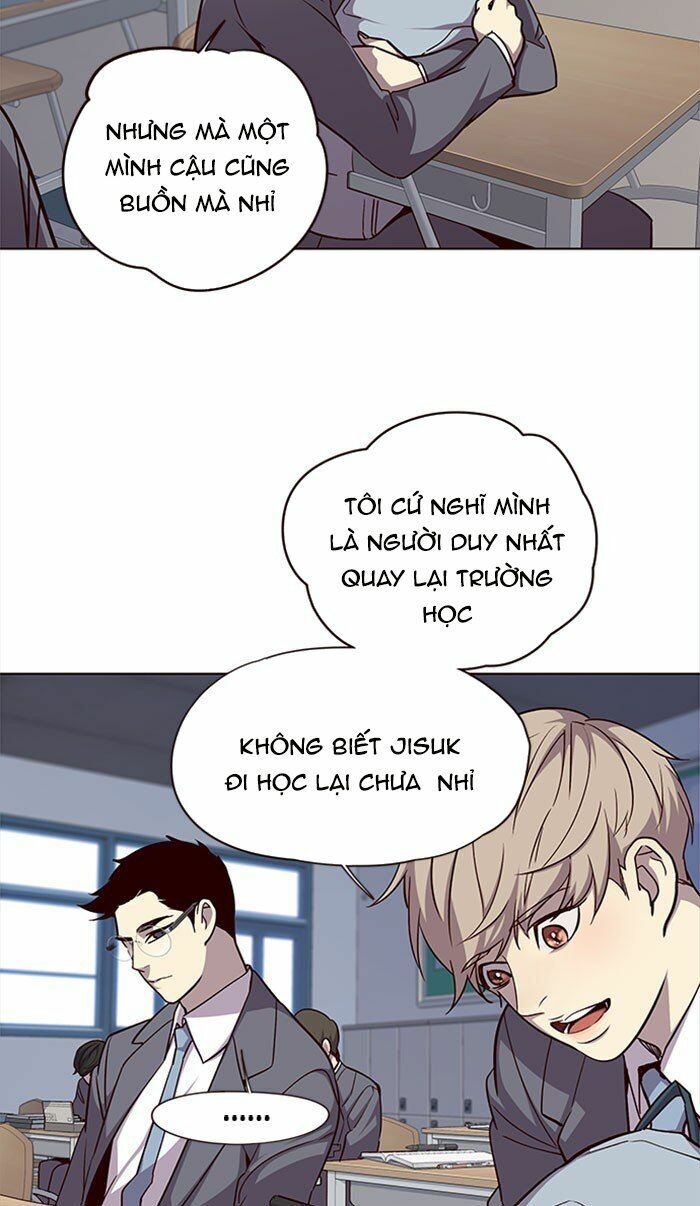 NHƯNG MÀ MỘT
MÌNH CẬU CŨNG
BUỒN MÀ NHỈ
TÔI CỨ NGHĨ MÌNH
LÀ NGƯỜI DUY NHẤT
QUAY LẠI TRƯỜNG
HỌC
KHÔNG BIẾT JISUK
ĐI HỌC LẠI CHƯA NHỈ
......